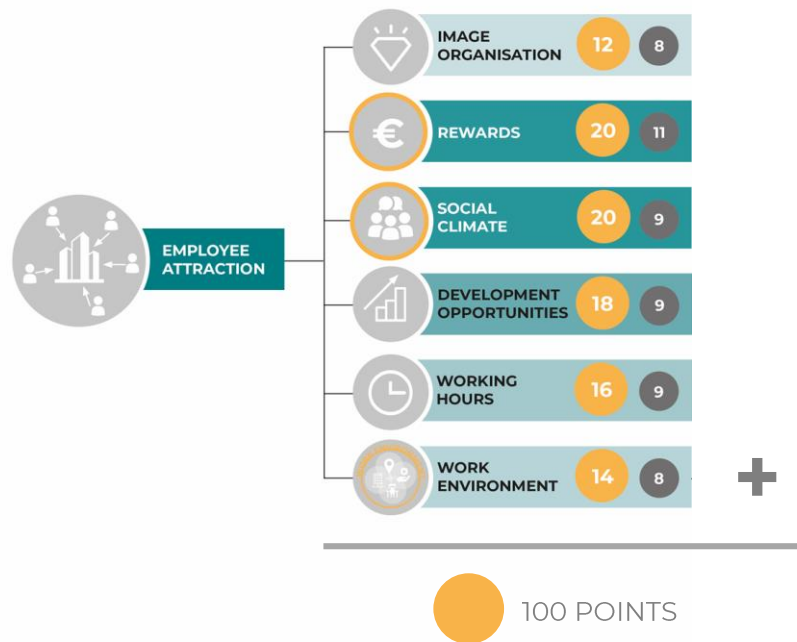 IMAGE
ORGANISATION
12
8
REWARDS
20
11
SOCIAL
CLIMATE
20
9
EMPLOYEE
ATTRACTION
DEVELOPMENT
OPPORTUNITIES
18
9
WORKING
HOURS
16
9
WORK
ENVIRONMENT
14
8
+
100 POINTS